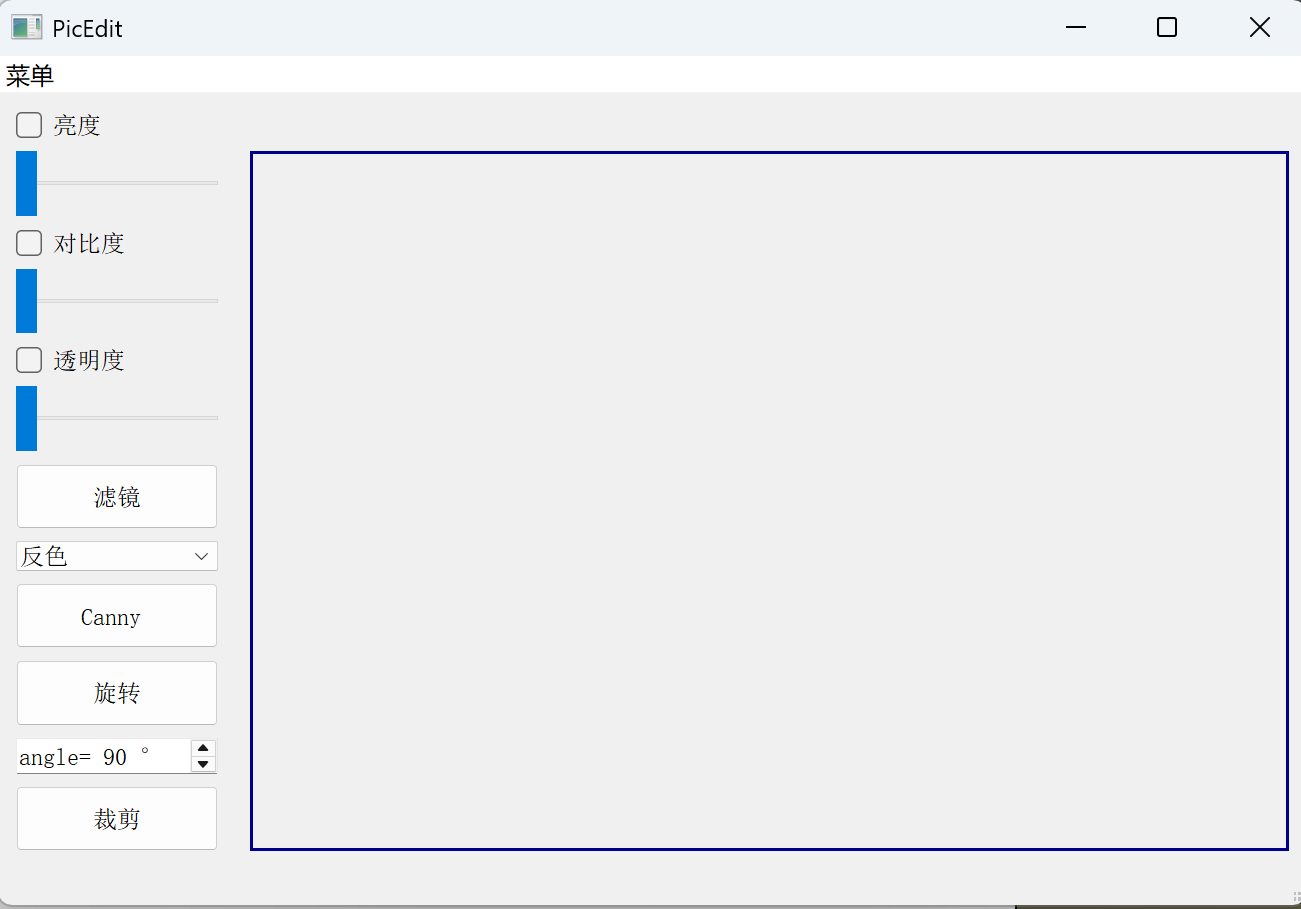 PicEdit
菜单
亮度
对比度
透明度
滤镜
反色
Canny
旋转
angle= 90 °
裁剪